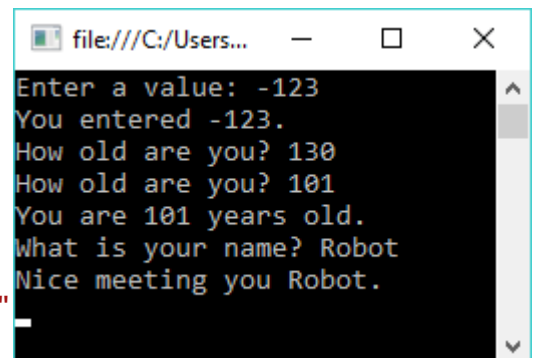 file:///C:/Users...
Enter a value: -123
You entered -123.
How old are you? 130
How old are you? 101
You are 101 years old.
What is your name? Robot
Nice meeting you Robot.
"